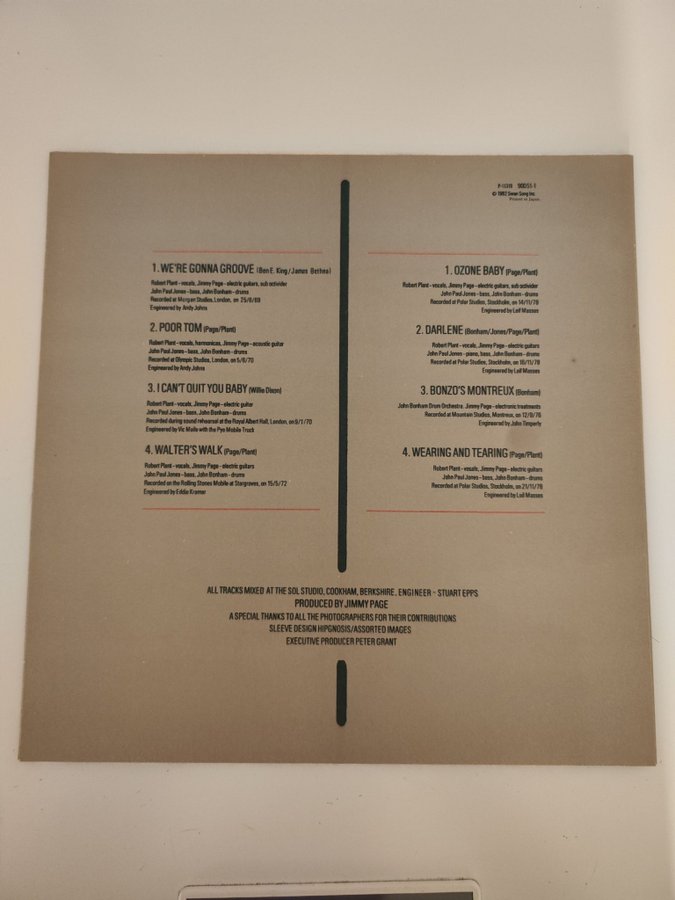 P-11319 90051-1
© 1982 Swan Song Inc.
Printed in Japan
1. WE'RE GONNA GROOVE (Ben E. King/James Bethea)
Robert Plant - vocals, Jimmy Page - electric guitars, sub activider
John Paul Jones - bass, John Bonham - drums
Recorded at Morgan Studios, London, on 25/6/69
Engineered by Andy Johns
2. POOR TOM (Page/Plant)
Robert Plant - vocals, harmonicas, Jimmy Page - acoustic guitar
John Paul Jones - bass, John Bonham - drums
Recorded at Olympic Studios, London, on 5/6/70
Engineered by Andy Johns
3. I CAN'T QUIT YOU BABY (Willie Dixon)
Robert Plant - vocals, Jimmy Page - electric guitar
John Paul Jones - bass, John Bonham - drums
Recorded during sound rehearsal at the Royal Albert Hall, London, on 9/1/70
Engineered by Vic Maile with the Pye Mobile Truck
4. WALTER'S WALK (Page/Plant)
Robert Plant - vocals, Jimmy Page - electric guitars
John Paul Jones - bass, John Bonham - drums
Recorded on the Rolling Stones Mobile at Stargroves, on 15/5/72
Engineered by Eddie Kramer
1. OZONE BABY (Page/Plant)
Robert Plant - vocals, Jimmy Page - electric guitars, sub activider
John Paul Jones - bass, John Bonham - drums
Recorded at Polar Studios, Stockholm, on 14/11/78
Engineered by Leif Masses
2. DARLENE (Bonham/Jones/Page/Plant)
Robert Plant - vocals, Jimmy Page - electric guitars
John Paul Jones - piano, bass, John Bonham - drums
Recorded at Polar Studios, Stockholm, on 16/11/78
Engineered by Leif Masses
3. BONZO'S MONTREUX (Bonham)
John Bonham Drum Orchestra, Jimmy Page - electronic treatments
Recorded at Mountain Studios, Montreux, on 12/9/76
Engineered by John Timperly
4. WEARING AND TEARING (Page/Plant)
Robert Plant - vocals, Jimmy Page - electric guitars
John Paul Jones - bass, John Bonham - drums
Recorded at Polar Studios, Stockholm, on 21/11/78
Engineered by Leif Masses
ALL TRACKS MIXED AT THE SOL STUDIO, COOKHAM, BERKSHIRE, ENGINEER - STUART EPPS
PRODUCED BY JIMMY PAGE
A SPECIAL THANKS TO ALL THE PHOTOGRAPHERS FOR THEIR CONTRIBUTIONS
SLEEVE DESIGN HIPGNOSIS/ASSORTED IMAGES
EXECUTIVE PRODUCER PETER GRANT